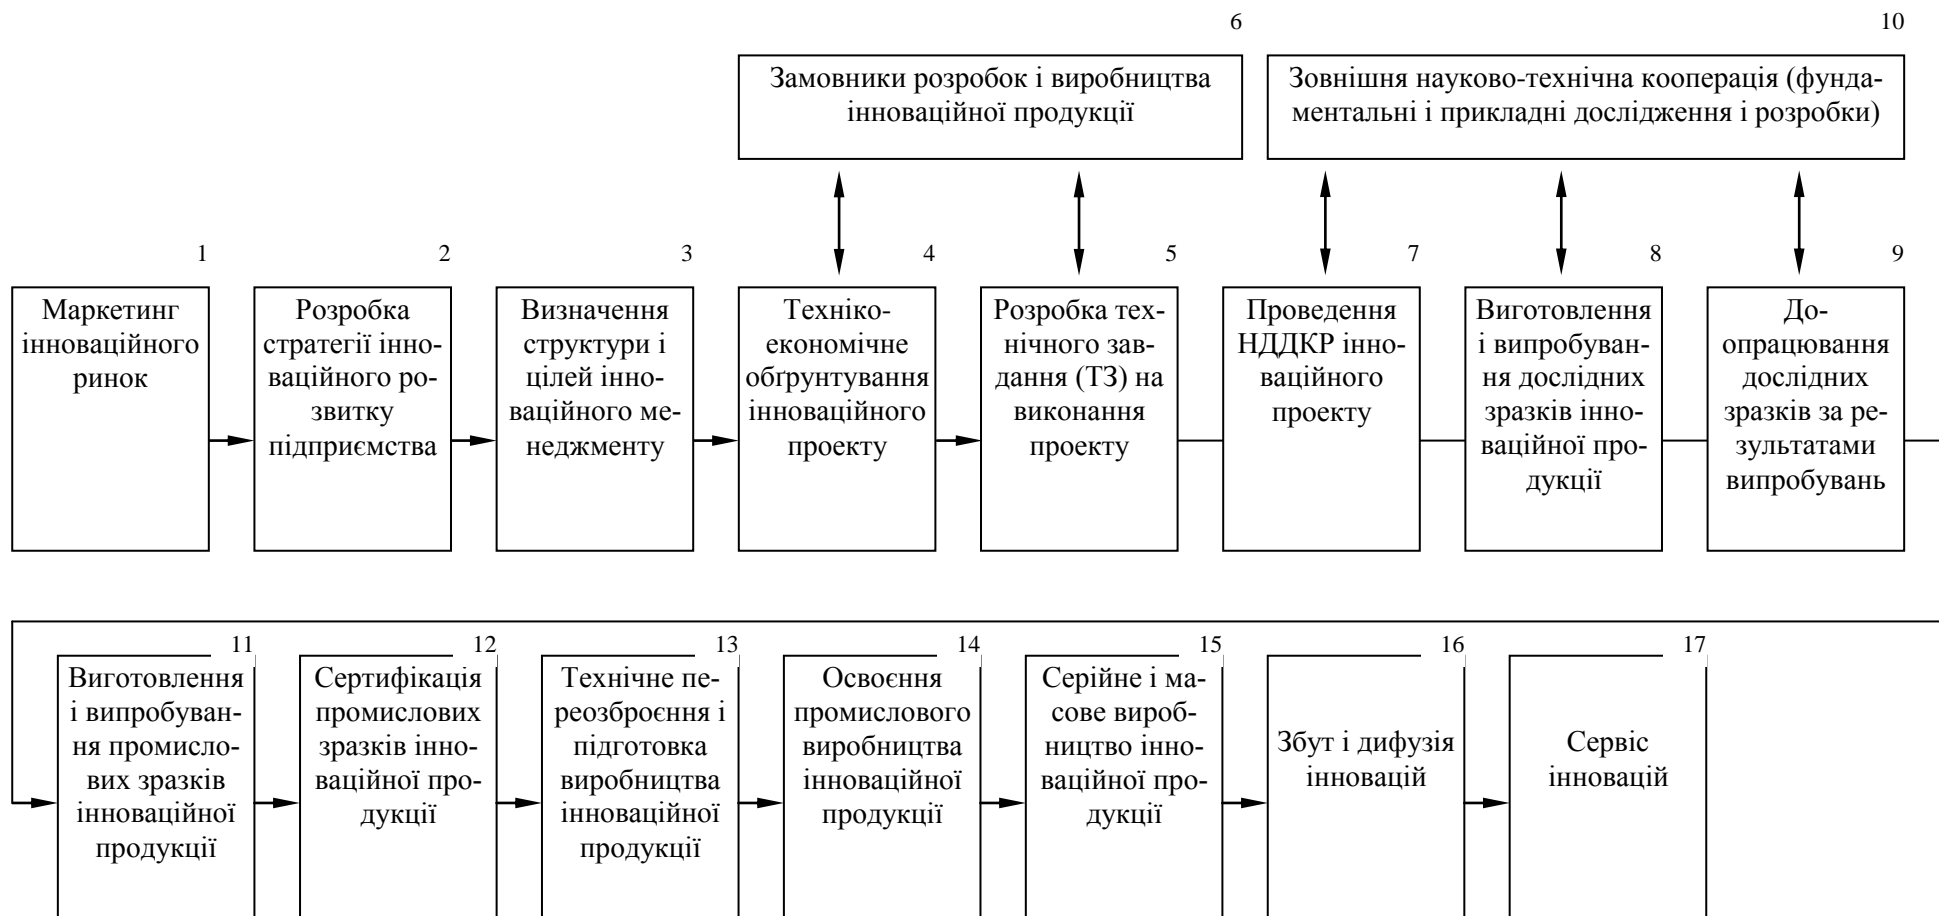 6
Замовники розробок і виробництва
інноваційної продукції
10
Зовнішня науково-технічна кооперація (фунда-
ментальні і прикладні дослідження і розробки)
1
Маркетинг
інноваційного
ринок
2
Розробка
стратегії інно-
ваційного ро-
звитку
підприємства
3
Визначення
структури і
цілей інно-
ваційного ме-
неджменту
4
Техніко-
економічне
обґрунтування
інноваційного
проекту
5
Розробка тех-
нічного зав-
дання (ТЗ) на
виконання
проекту
7
Проведення
НДДКР інно-
ваційного
проекту
8
Виготовлення
і випробуван-
ня дослідних
зразків інно-
ваційної про-
дукції
9
До-
опрацювання
дослідних
зразків за ре-
зультатами
випробувань
11
Виготовлення
і випробуван-
ня промисло-
вих зразків
інноваційної
продукції
12
Сертифікація
промислових
зразків інно-
ваційної про-
дукції
13
Технічне пе-
реозброєння і
підготовка
виробництва
інноваційної
продукції
14
Освоєння
промислового
виробництва
інноваційної
продукції
15
Серійне і ма-
сове вироб-
ництво інно-
ваційної про-
дукції
16
Збут і дифузія
інновацій
17
Сервіс
інновацій